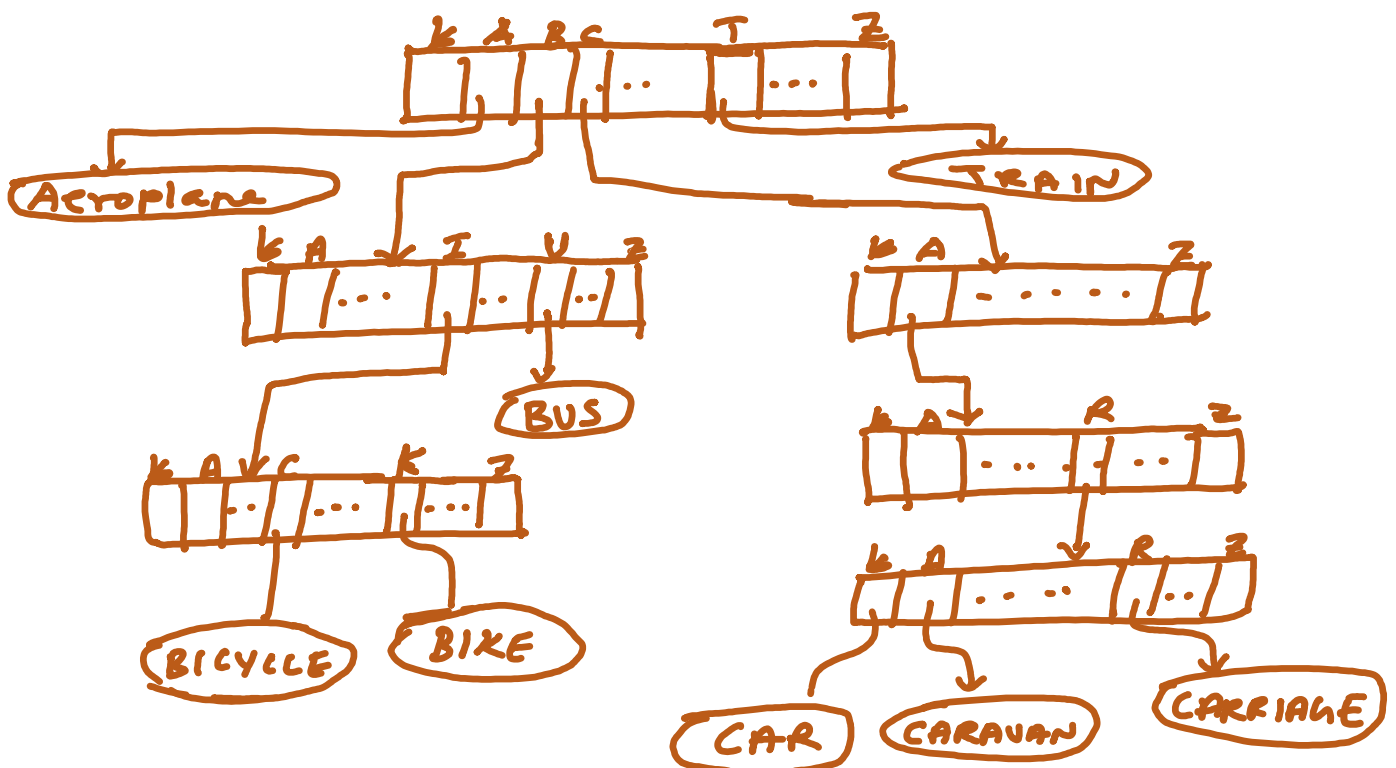 ƀ A B C T Z
... ...
Aeroplane
TRAIN
ƀ A I U Z
... ... ...
ƀ A Z
.....
BUS
ƀ A R Z
.... . ...
ƀ A C K Z
... ... ...
ƀ A R Z
.... ...
BICYCLE
BIKE
CAR
CARAVAN
CARRIAGE